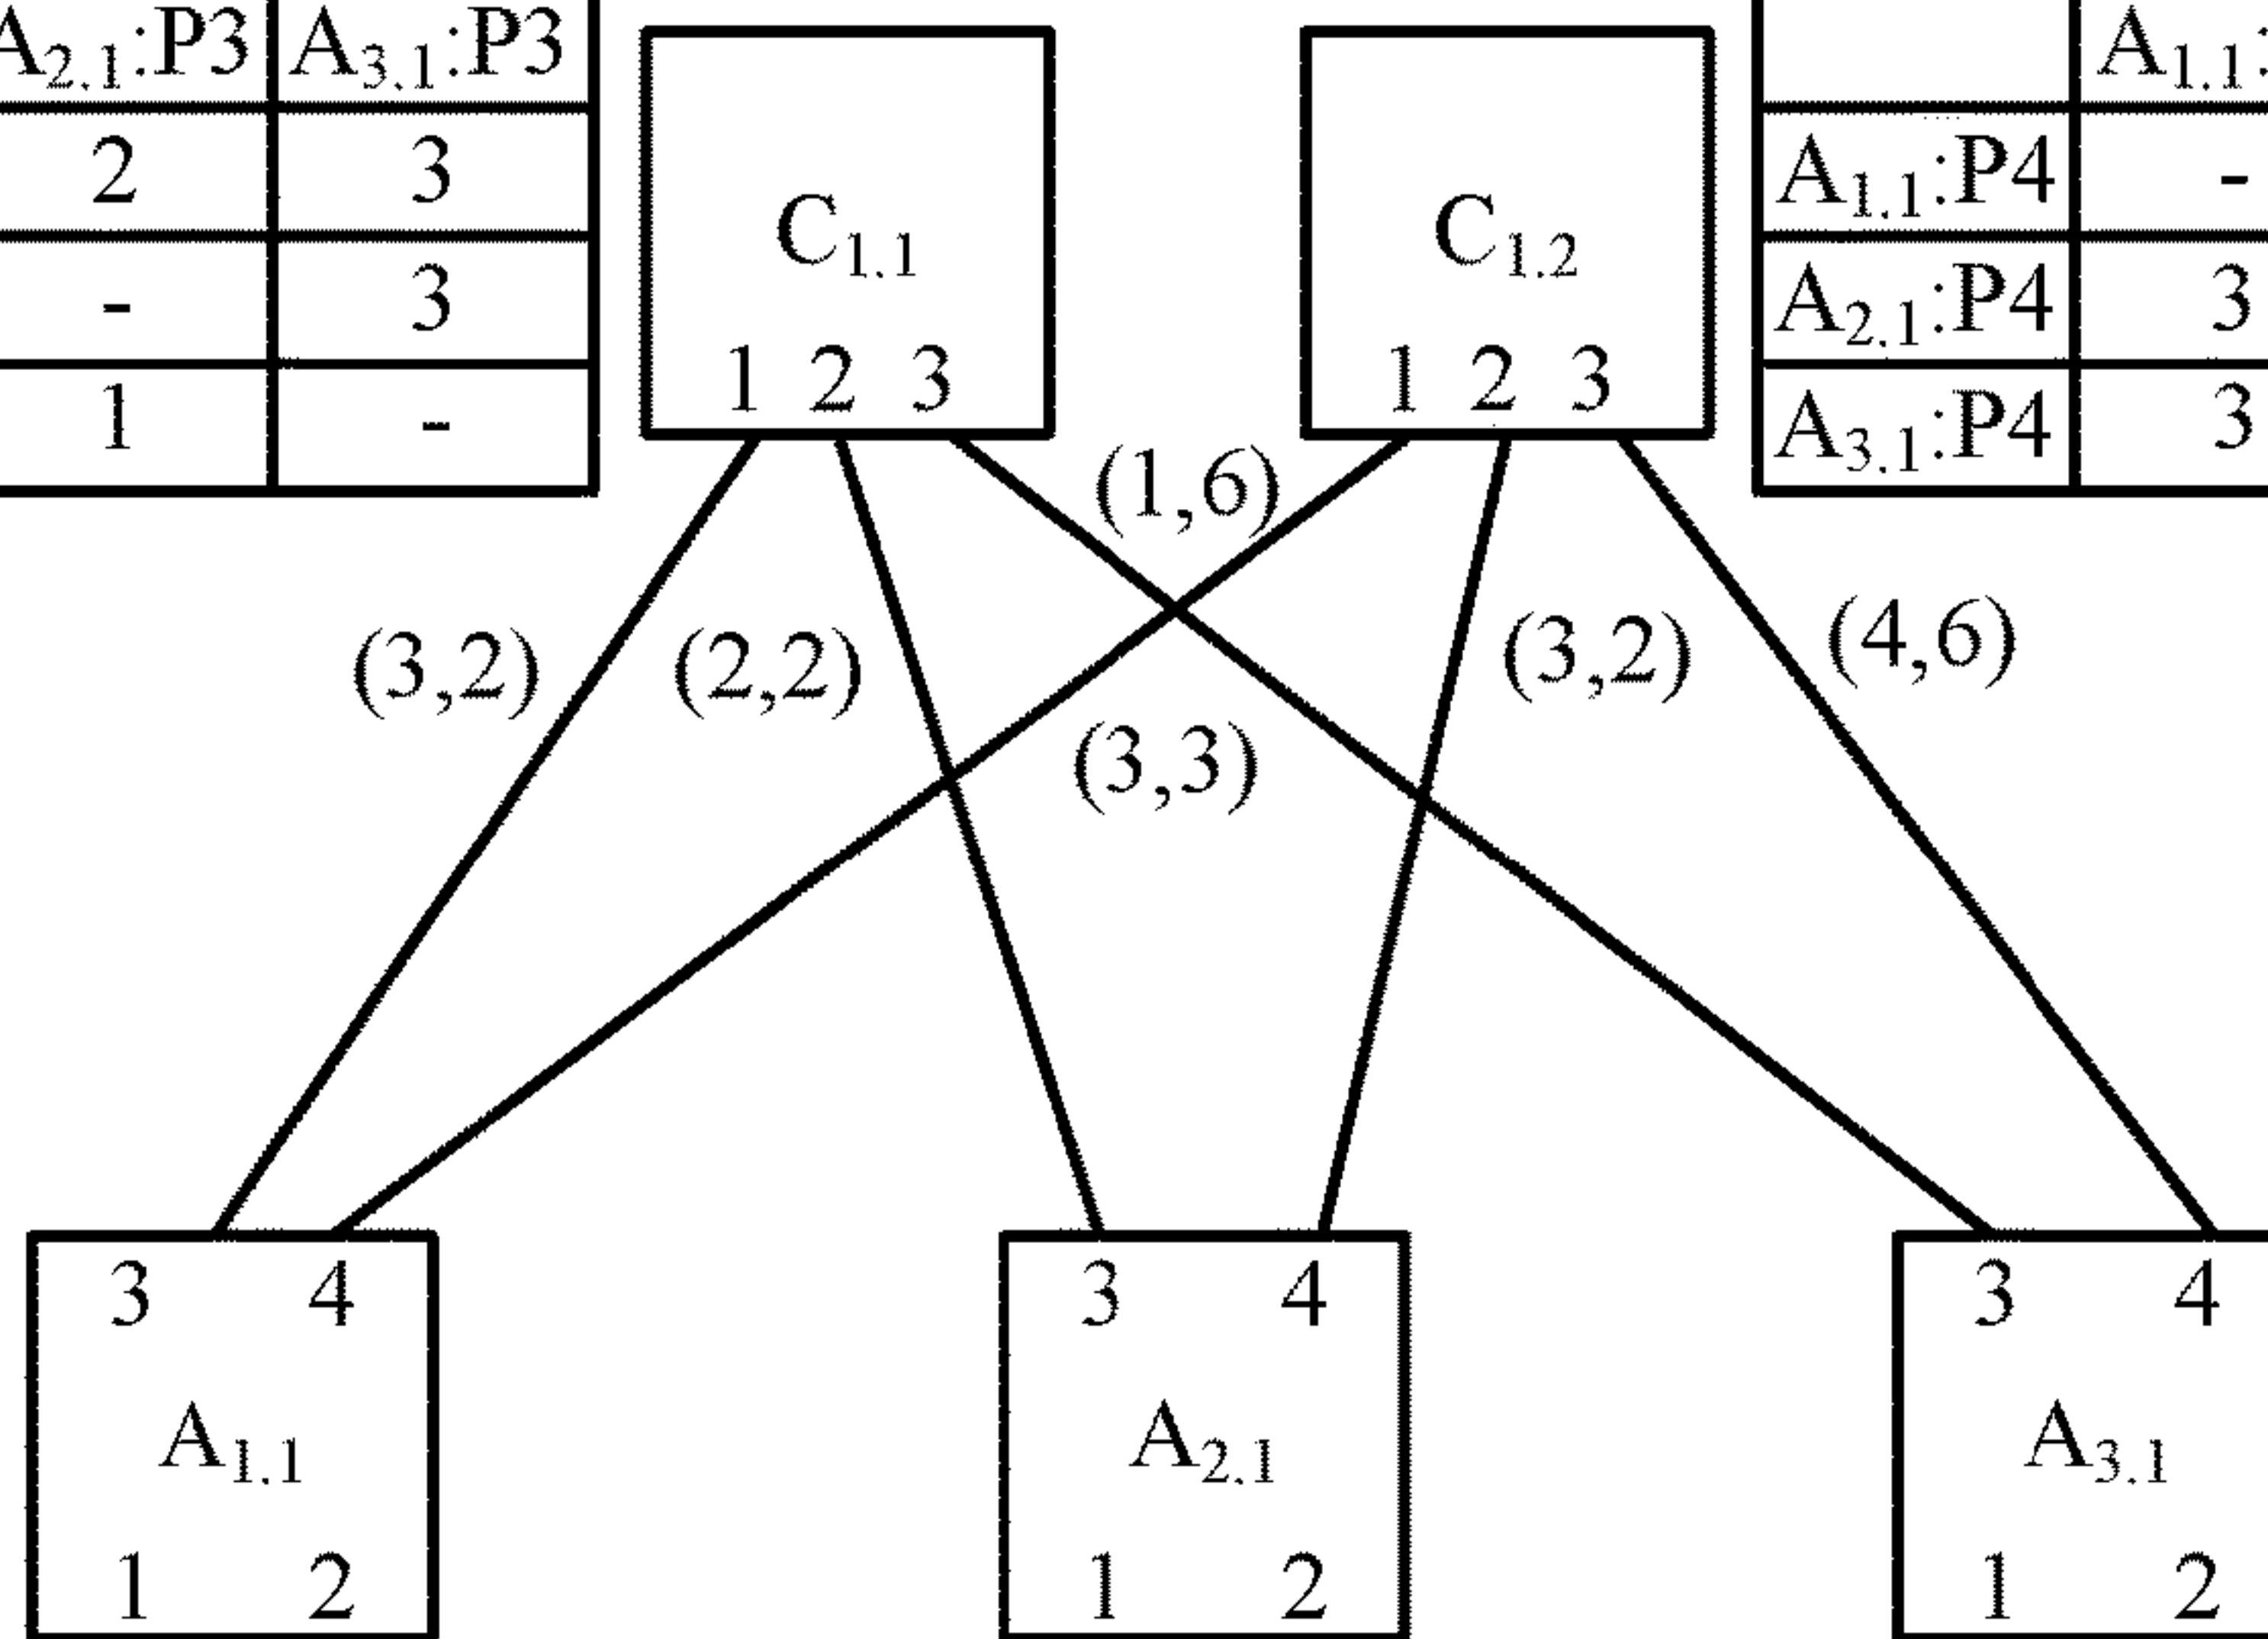 A2.1:P3 A3.1:P3
2 3
- 3
1 -
C1.1
1 2 3
C1.2
1 2 3
A1.1:
A1.1:P4 -
A2.1:P4 3
A3.1:P4 3
(1,6)
(3,2)
(2,2)
(3,3)
(3,2)
(4,6)
3 4
A1.1
1 2
3 4
A2.1
1 2
3 4
A3.1
1 2